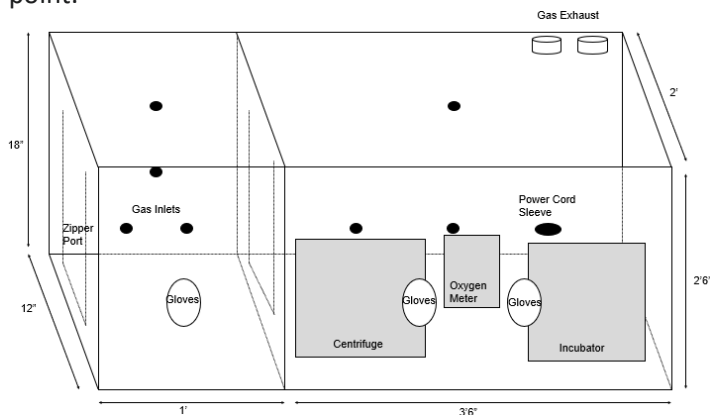 point.
Gas Exhaust
2'
18"
Gas Inlets
Power Cord
Sleeve
Zipper
Port
Gloves
Gloves
Oxygen
Meter
Gloves
2'6"
12"
Centrifuge
Incubator
1'
3'6"